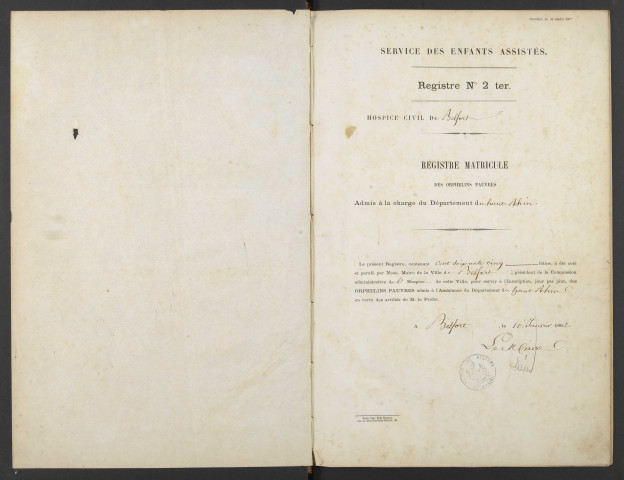 SERVICE DES ENFANTS ASSISTÉS.
Registre N° 2 ter.
HOSPICE CIVIL De Belfort
REGISTRE MATRICULE
DES ORPHELINS PAUVRES
Admis à la charge du Département du haut-Rhin
Le présent Registre, contenant Cent soixante cinq feuillets, a été coté
et parafé par Nous, Maire de la Ville de Belfort, président de la Commission
administrative de l' Hospice de cette Ville, pour servir à l'Inscription, jour par jour, des
ORPHELINS PAUVRES admis à l'Assistance du Département du haut Rhin
en vertu des arrêtés de M. le Préfet.
A Belfort, le 10 Janvier
Le Maire